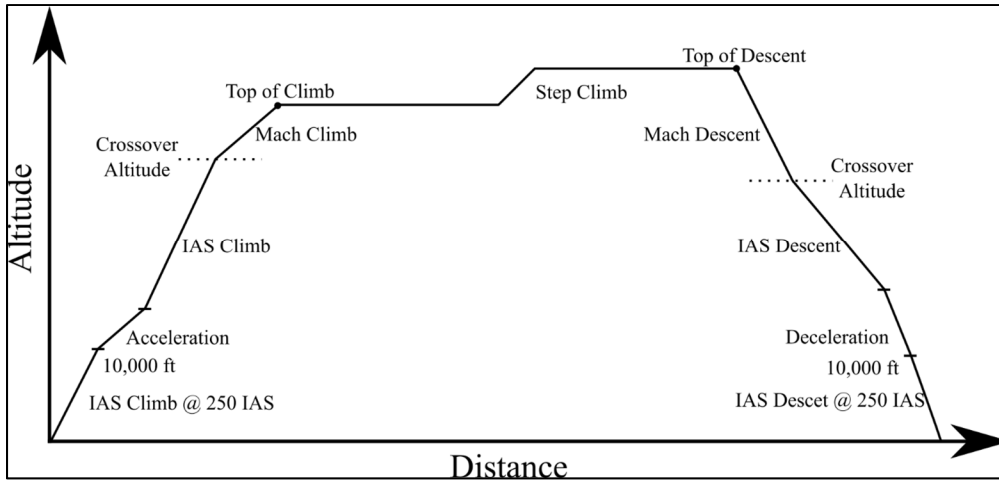 Top of Descent
Top of Climb
Step Climb
Mach Climb
Mach Descent
Crossover
Altitude
Crossover
Altitude
Altitude
IAS Climb
IAS Descent
Acceleration
Deceleration
10,000 ft
10,000 ft
IAS Climb @ 250 IAS
IAS Descet @ 250 IAS
Distance